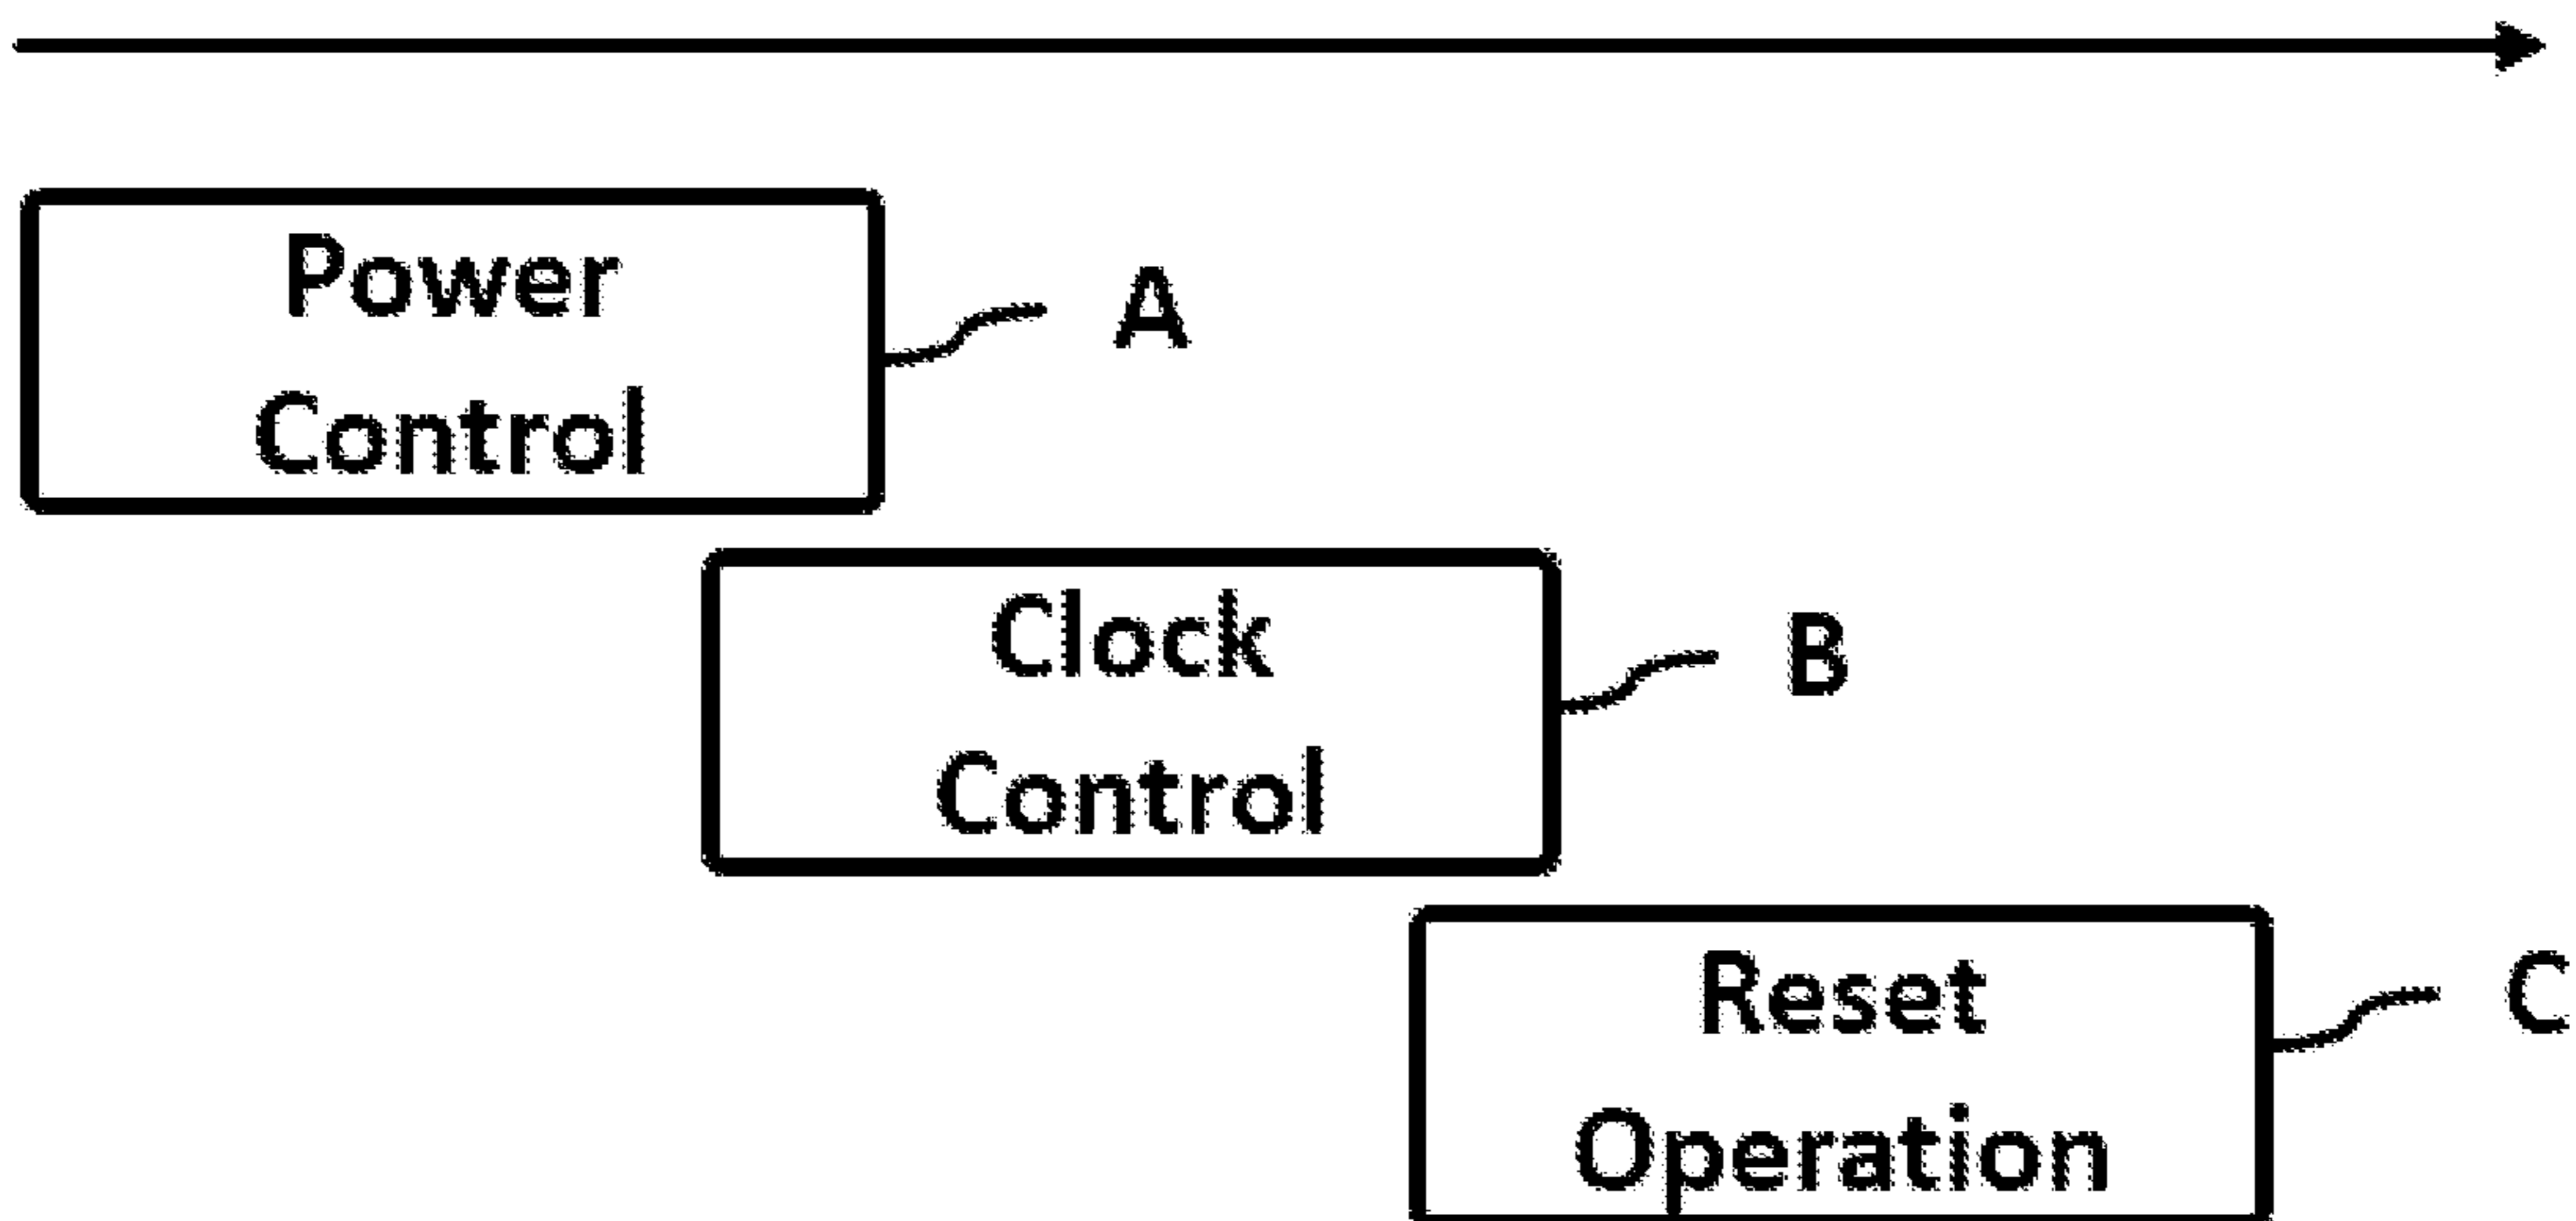 Power
Control
A
Clock
Control
B
Reset
Operation
C